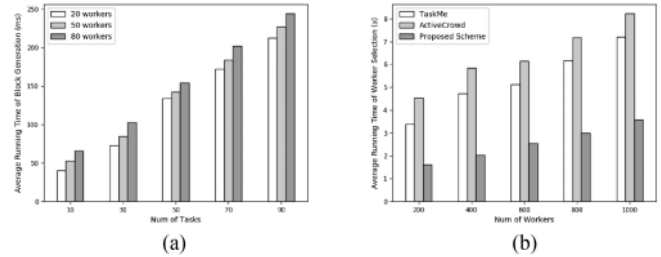 250
200
150
100
50
0
Average Running Time of Block Generation (ms)
20 workers
50 workers
80 workers
10
30
50
70
90
Num of Tasks
(a)
8
7
6
5
4
3
2
1
0
Average Running Time of Worker Selection (s)
TaskMe
ActiveCrowd
Proposed Scheme
200
400
600
800
1000
Num of Workers
(b)